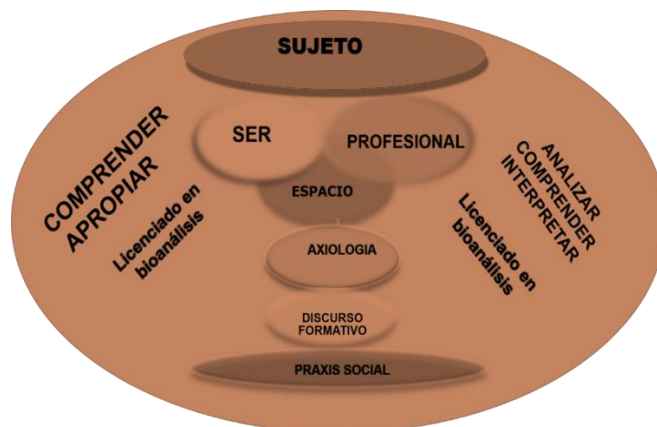 SUJETO
SER
PROFESIONAL
ESPACIO
COMPRENDER
APROPIAR
Licenciado en
bioanálisis
ANALIZAR
COMPRENDER
INTERPRETAR
Licenciado en
bioanálisis
AXIOLOGIA
DISCURSO
FORMATIVO
PRAXIS SOCIAL